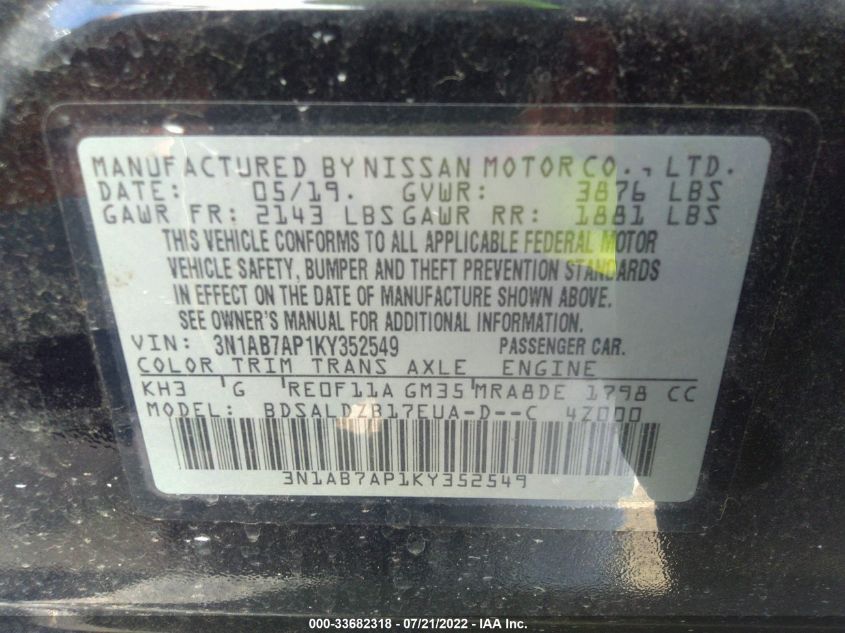 MANUFACTURED BY NISSAN MOTOR CO., LTD.
DATE: 05/19. GVWR: 3876 LBS
GAWR FR: 2143 LBS GAWR RR: 1881 LBS
THIS VEHICLE CONFORMS TO ALL APPLICABLE FEDERAL MOTOR
VEHICLE SAFETY, BUMPER AND THEFT PREVENTION STANDARDS
IN EFFECT ON THE DATE OF MANUFACTURE SHOWN ABOVE.
SEE OWNER'S MANUAL FOR ADDITIONAL INFORMATION.
VIN: 3N1AB7AP1KY352549 PASSENGER CAR.
COLOR TRIM TRANS AXLE ENGINE
KH3 G RE0F11A GM35 MRA8DE 1798 CC
MODEL: BDSALDZB17EUA-D--C 4Z000
3N1AB7AP1KY352549
000-33682318 - 07/21/2022 - IAA Inc.